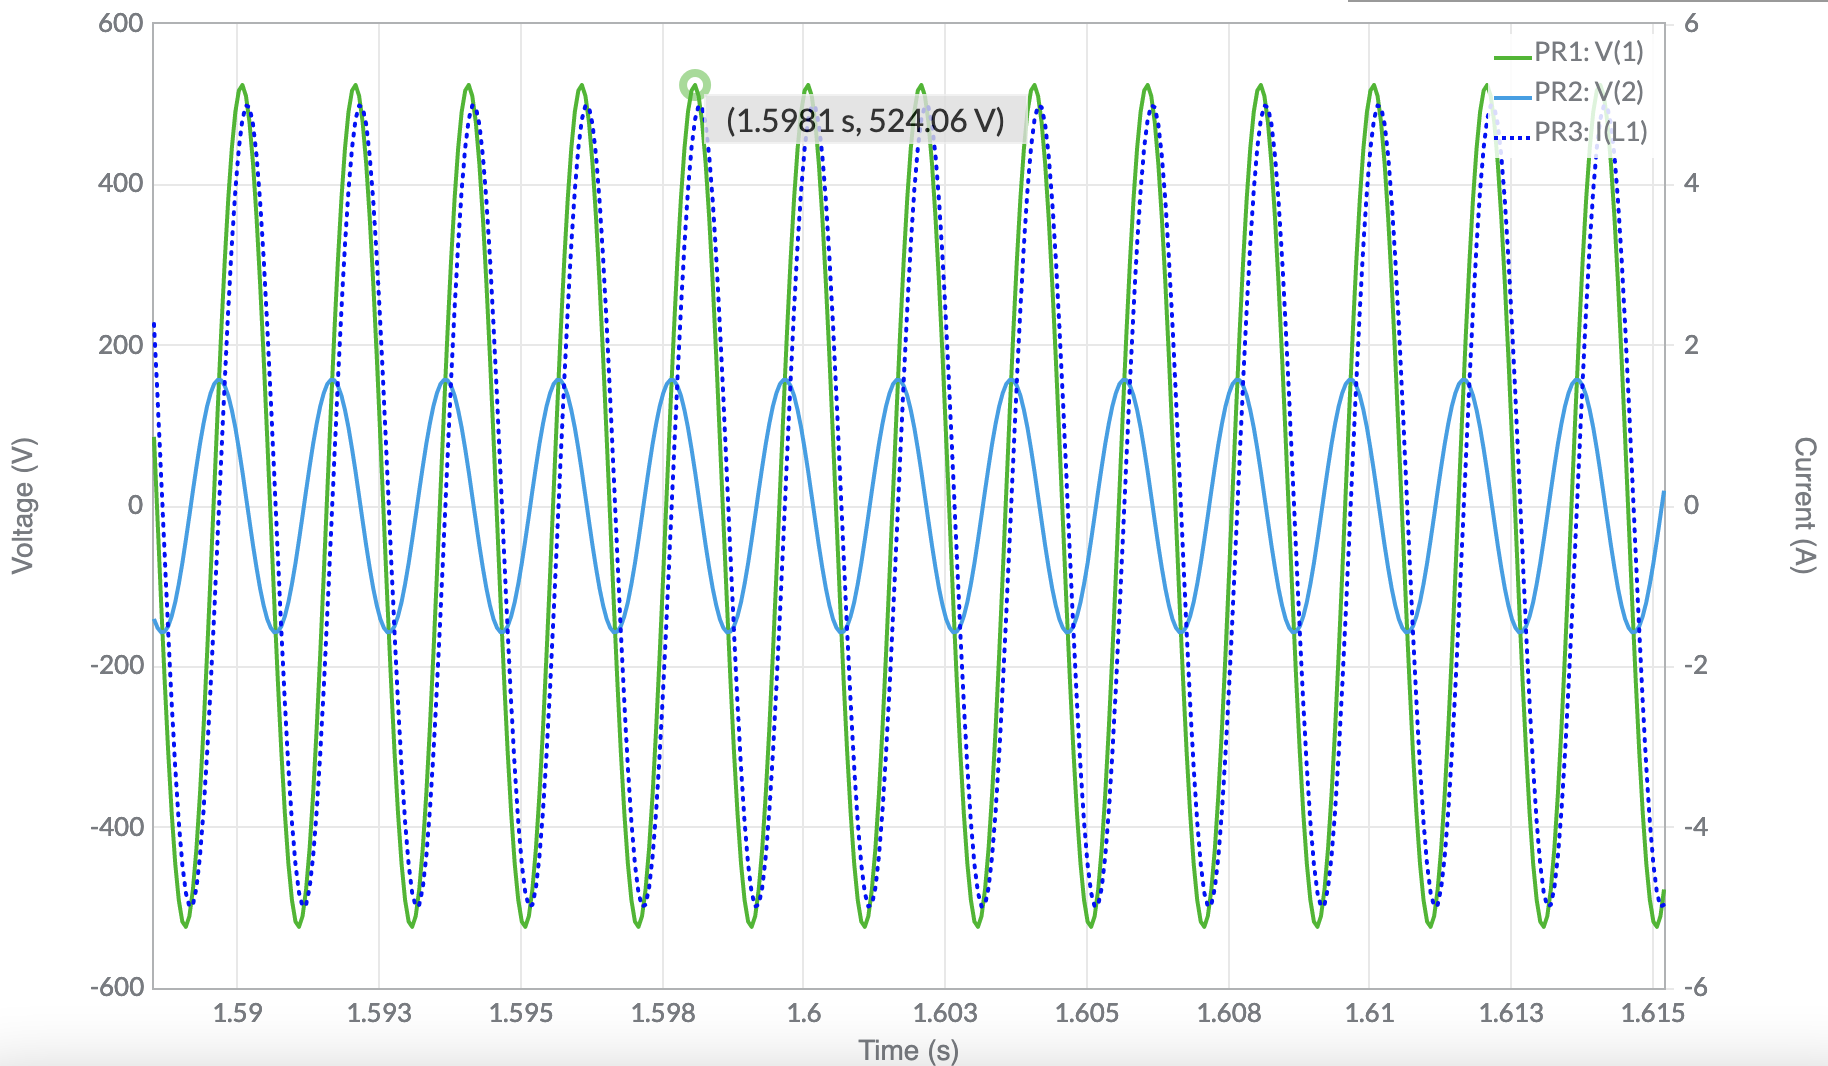 600
400
200
0
-200
-400
-600
Voltage (V)
6
4
2
0
-2
-4
-6
Current (A)
PR1: V(1)
PR2: V(2)
PR3: I(L1)
(1.5981 s, 524.06 V)
1.59 1.593 1.595 1.598 1.6 1.603 1.605 1.608 1.61 1.613 1.615
Time (s)